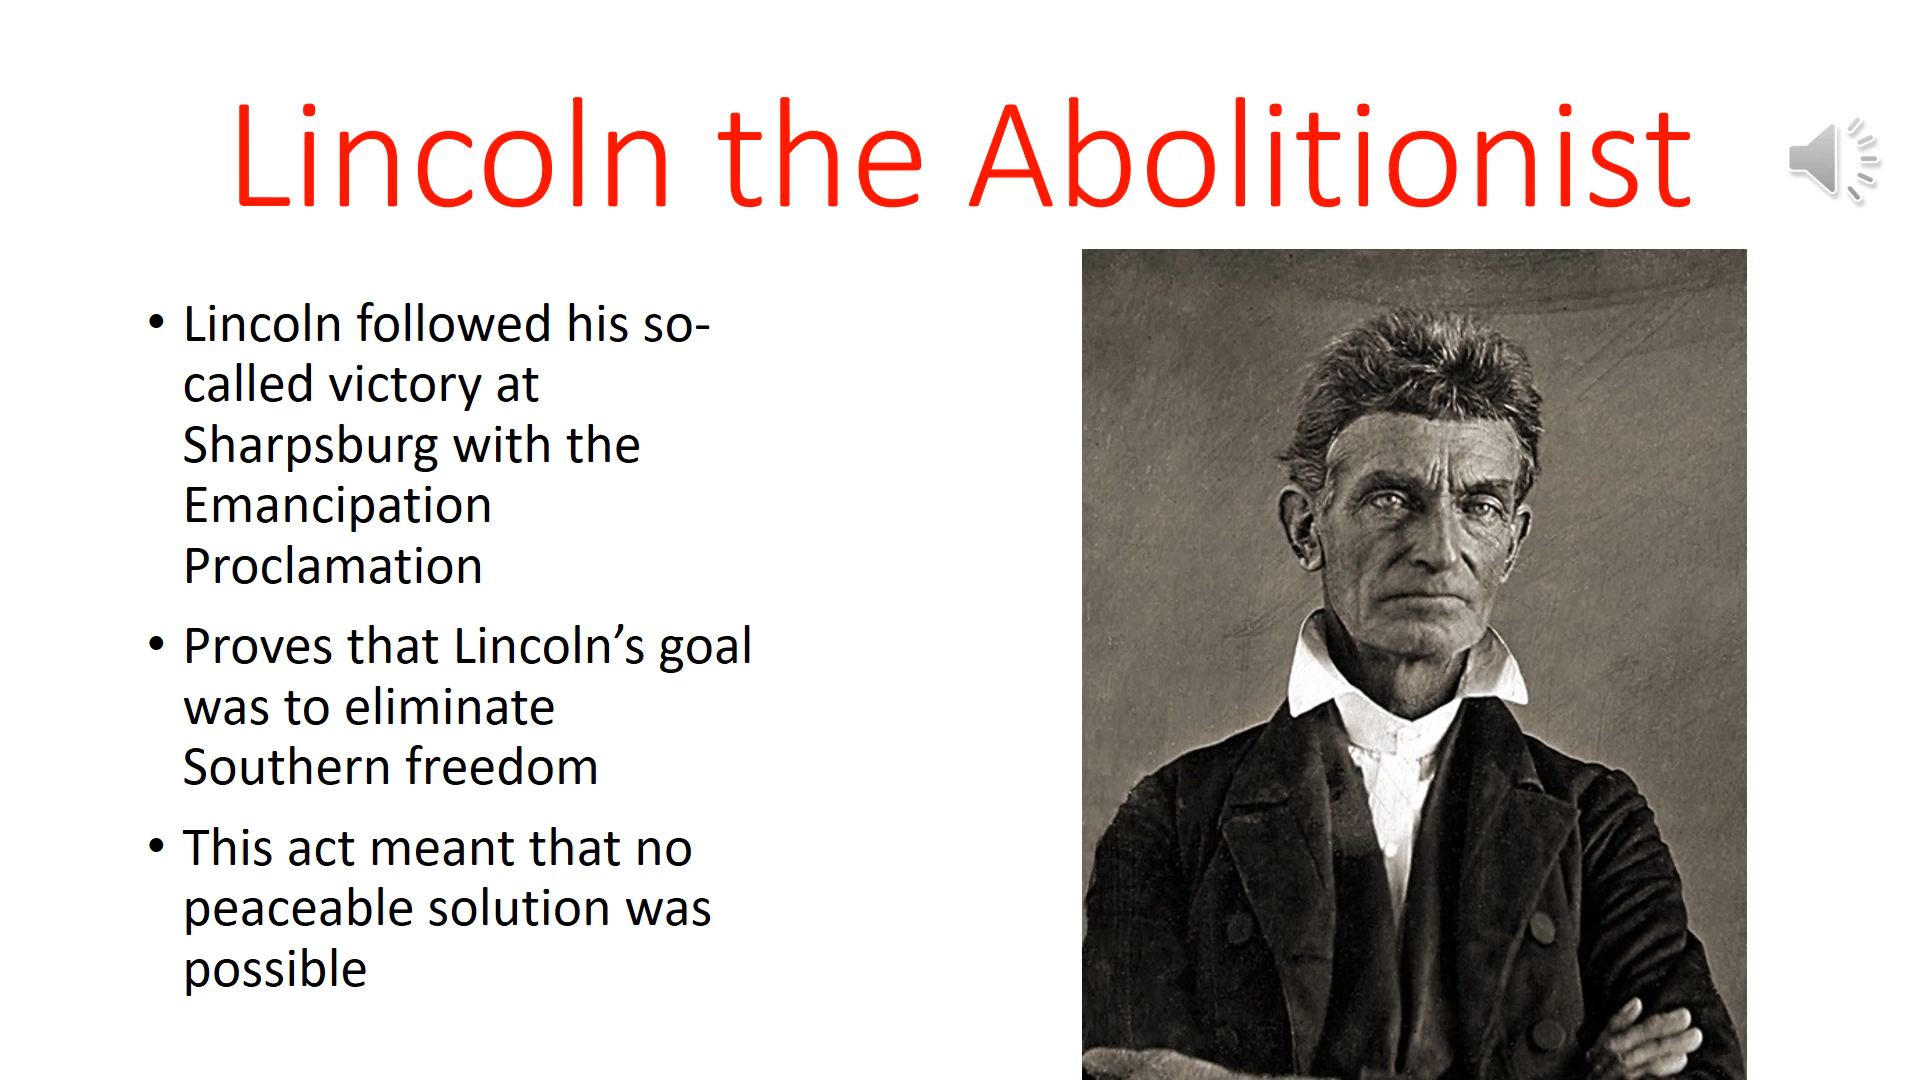 Lincoln the Abolitionist
• Lincoln followed his so-
called victory at
Sharpsburg with the
Emancipation
Proclamation
• Proves that Lincoln’s goal
was to eliminate
Southern freedom
• This act meant that no
peaceable solution was
possible